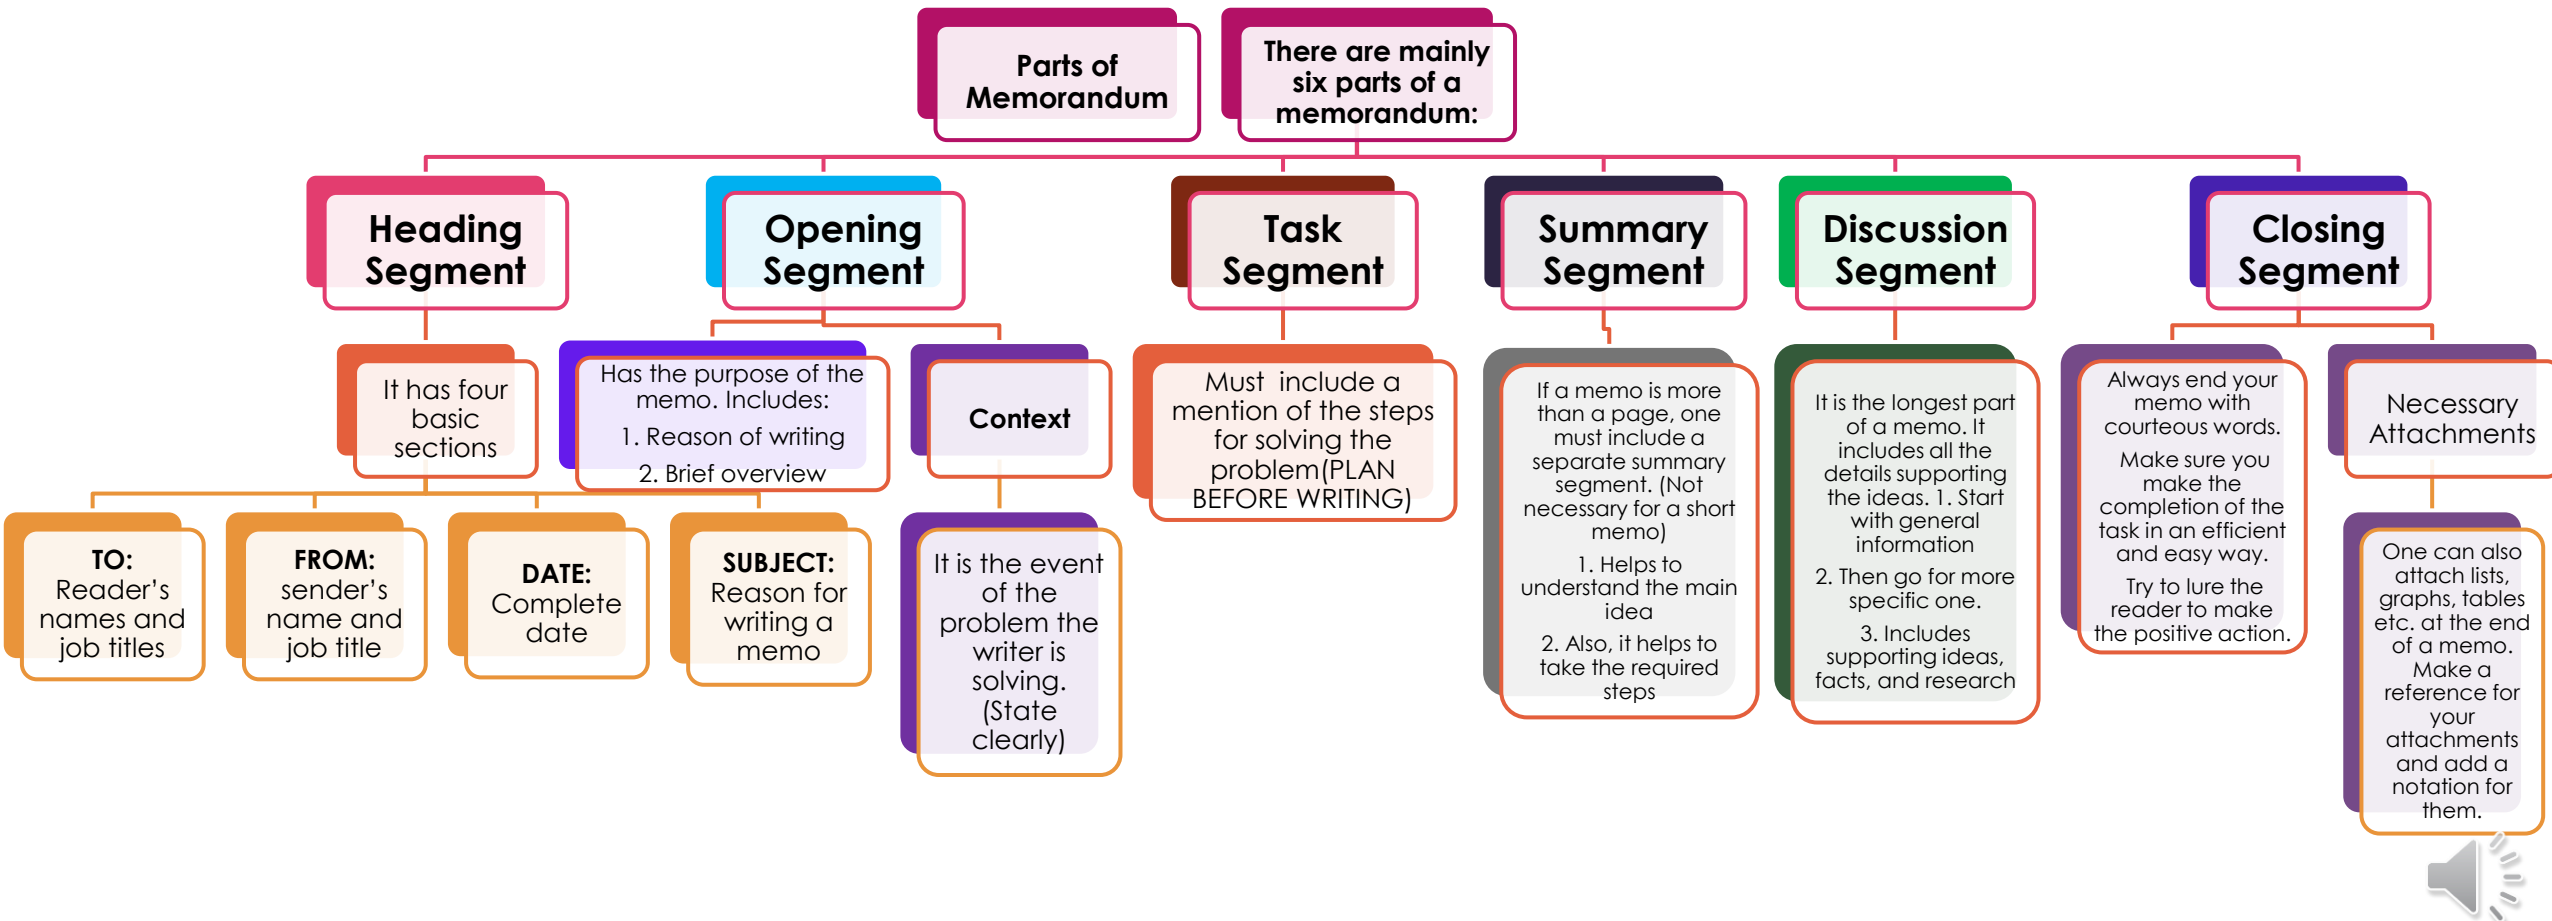 Parts of
Memorandum
There are mainly
six parts of a
memorandum:
Heading
Segment
Opening
Segment
Task
Segment
Summary
Segment
Discussion
Segment
Closing
Segment
It has four
basic
sections
Has the purpose of the
memo. Includes:
1. Reason of writing
2. Brief overview
Context
Must  include a
mention of the steps
for solving the
problem(PLAN
BEFORE WRITING)
If a memo is more
than a page, one
must include a
separate summary
segment. (Not
necessary for a short
memo)
1. Helps to
understand the main
idea
2. Also, it helps to
take the required
steps
It is the longest part
of a memo. It
includes all the
details supporting
the ideas. 1. Start
with general
information
2. Then go for more
specific one.
3. Includes
supporting ideas,
facts, and research
Always end your
memo with
courteous words.
Make sure you
make the
completion of the
task in an efficient
and easy way.
Try to lure the
reader to make
the positive action.
Necessary
Attachments
TO:
Reader’s
names and
job titles
FROM:
sender’s
name and
job title
DATE:
Complete
date
SUBJECT:
Reason for
writing a
memo
It is the event
of the
problem the
writer is
solving.
(State
clearly)
One can also
attach lists,
graphs, tables
etc. at the end
of a memo.
Make a
reference for
your
attachments
and add a
notation for
them.